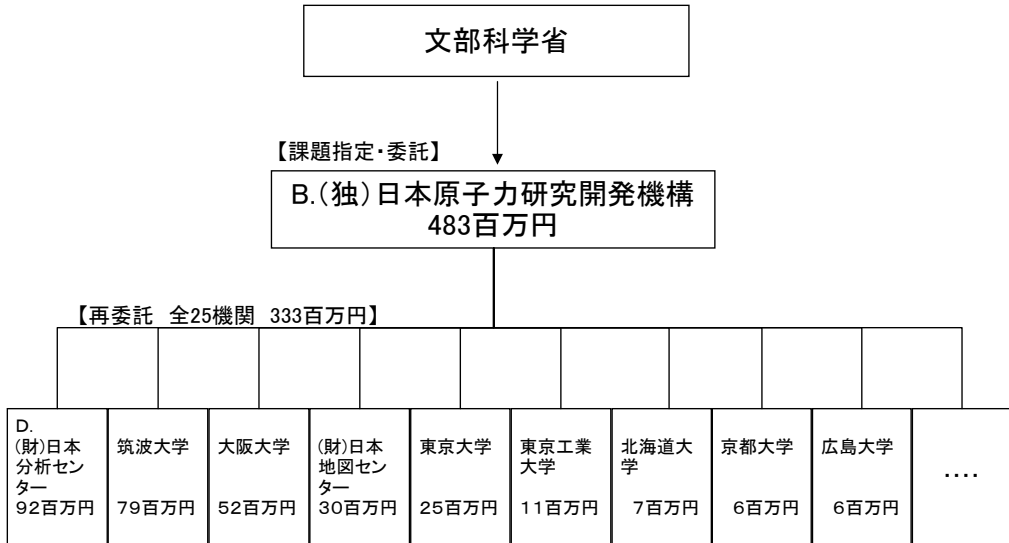 文部科学省
【課題指定・委託】
B.(独)日本原子力研究開発機構
483百万円
【再委託 全25機関 333百万円】
D.
(財)日本
分析セン
ター
92百万円
筑波大学
79百万円
大阪大学
52百万円
(財)日本
地図セン
ター
30百万円
東京大学
25百万円
東京工業
大学
11百万円
北海道大
学
7百万円
京都大学
6百万円
広島大学
6百万円
....